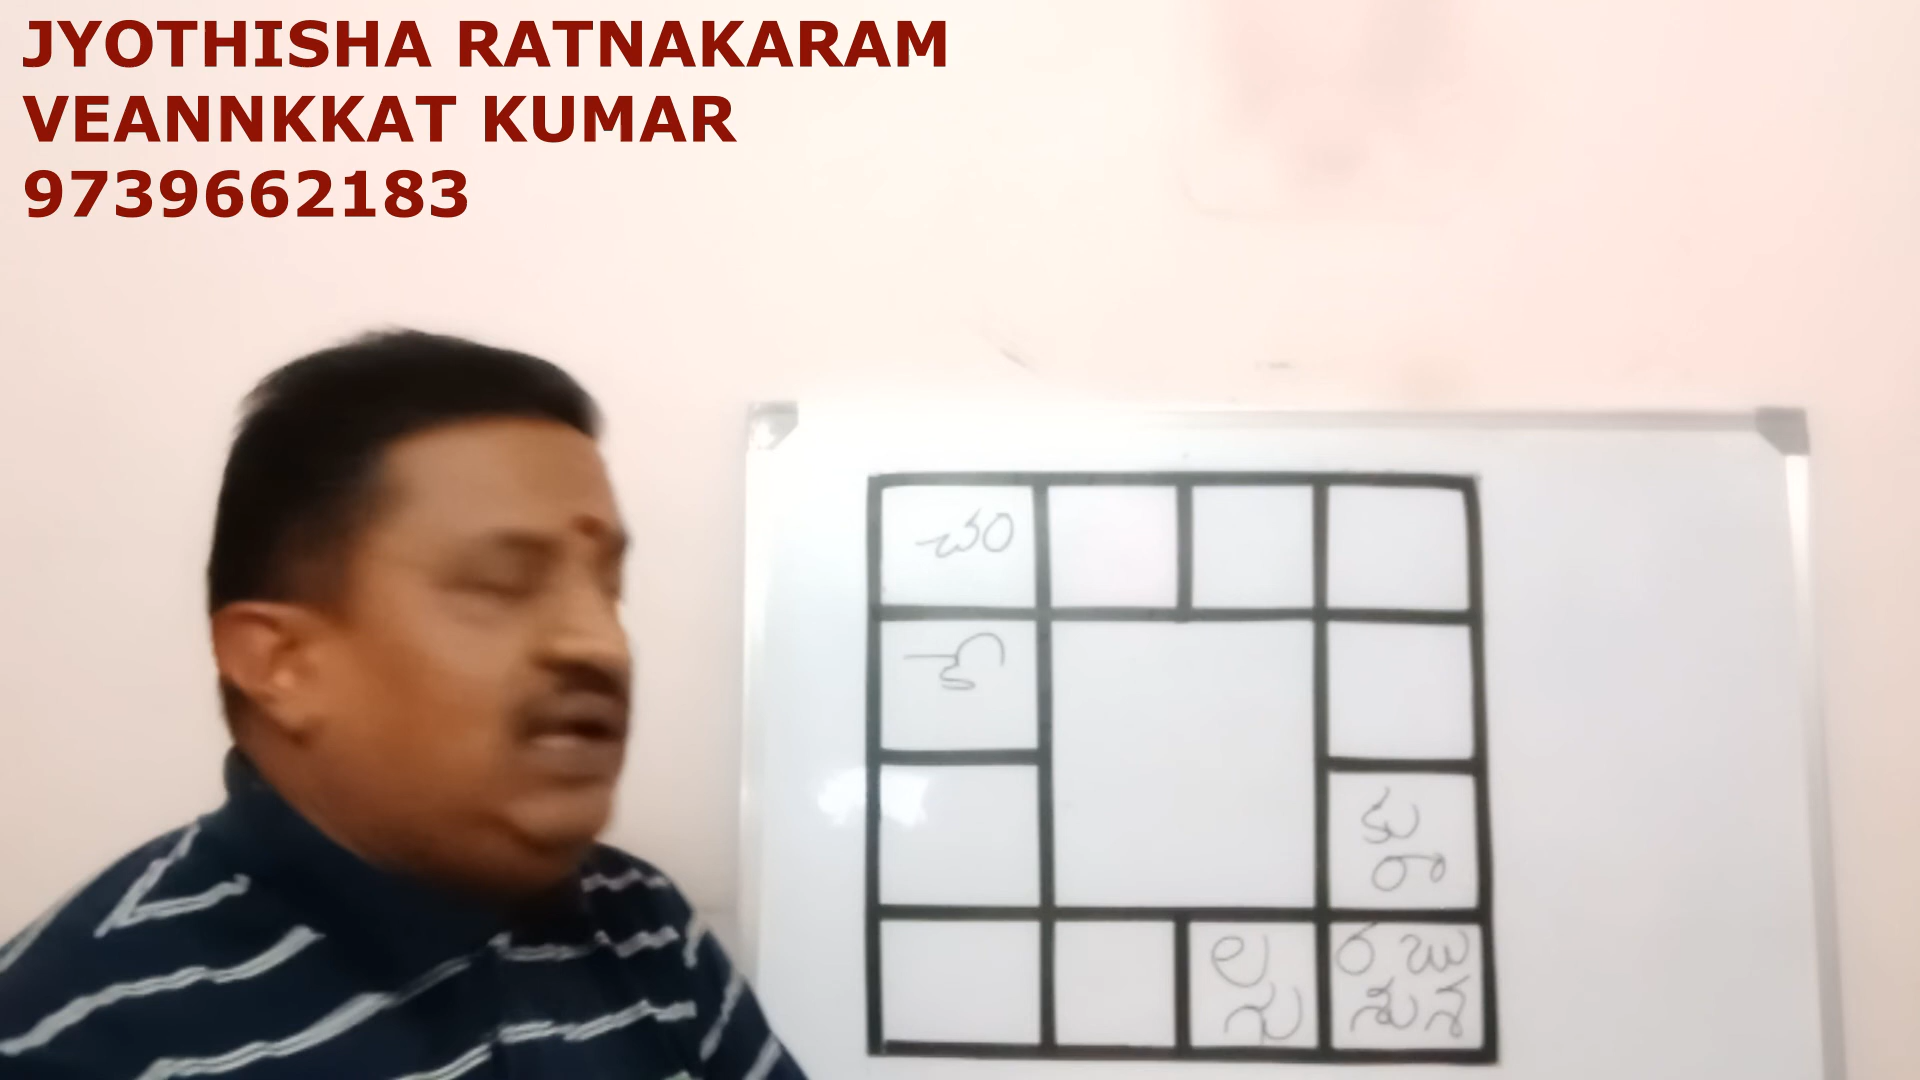 JYOTHISHA RATNAKARAM
VEANNKKAT KUMAR
9739662183
చం
కే
కు
రా
ల
గు
ర బు
శు శ